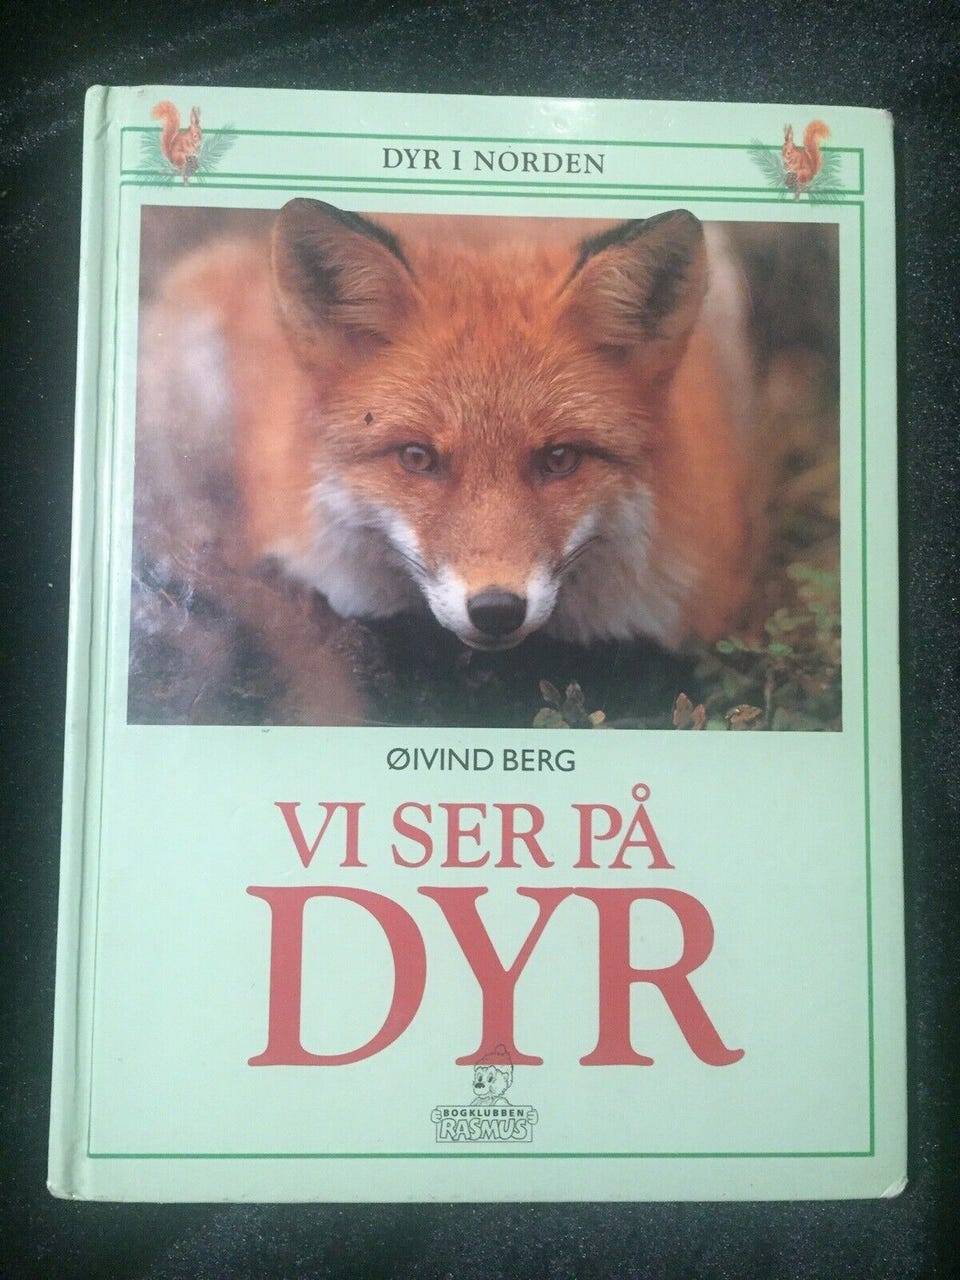 DYR I NORDEN
ØIVIND BERG
VI SER PÅ
DYR
BOGKLUBBEN
RASMUS